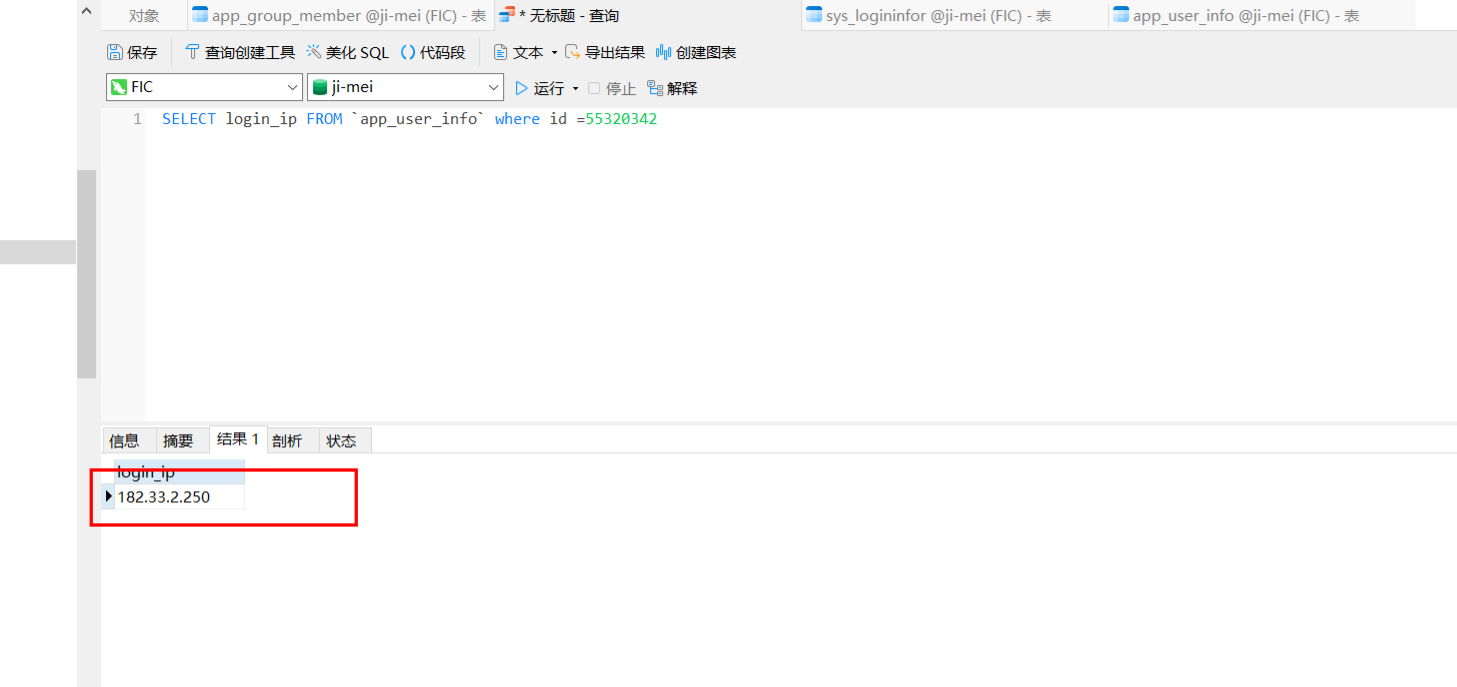 对象 app_group_member @ji-mei (FIC) - 表 * 无标题 - 查询 sys_logininfor @ji-mei (FIC) - 表 app_user_info @ji-mei (FIC) - 表
保存 查询创建工具 美化 SQL () 代码段 文本 导出结果 创建图表
FIC ji-mei 运行 停止 解释
1 SELECT login_ip FROM `app_user_info` where id =55320342
信息 摘要 结果 1 剖析 状态
login_ip
182.33.2.250